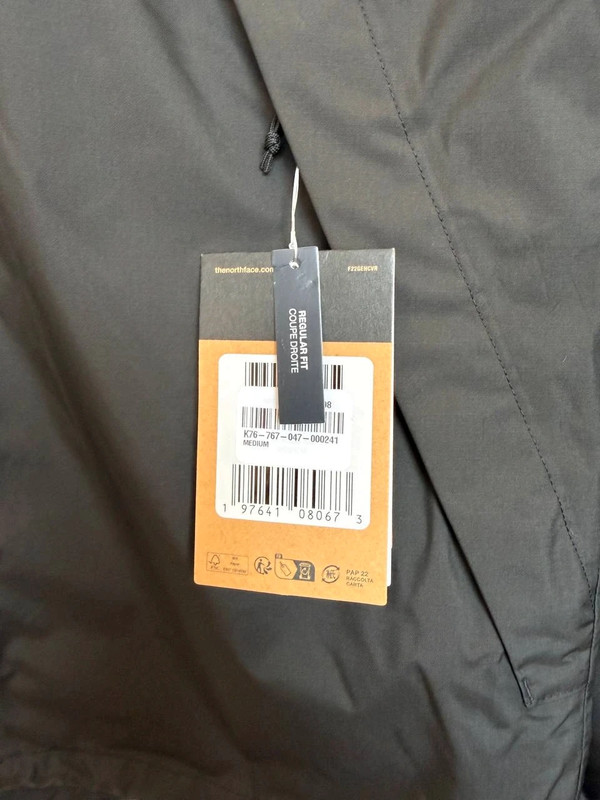 thenorthface.com
F22GEHCVR
REGULAR FIT
COUPE DROITE
K76-767-047-000241
MEDIUM
1 97641 08067 3
PAP 22
RACCOLTA
CARTA